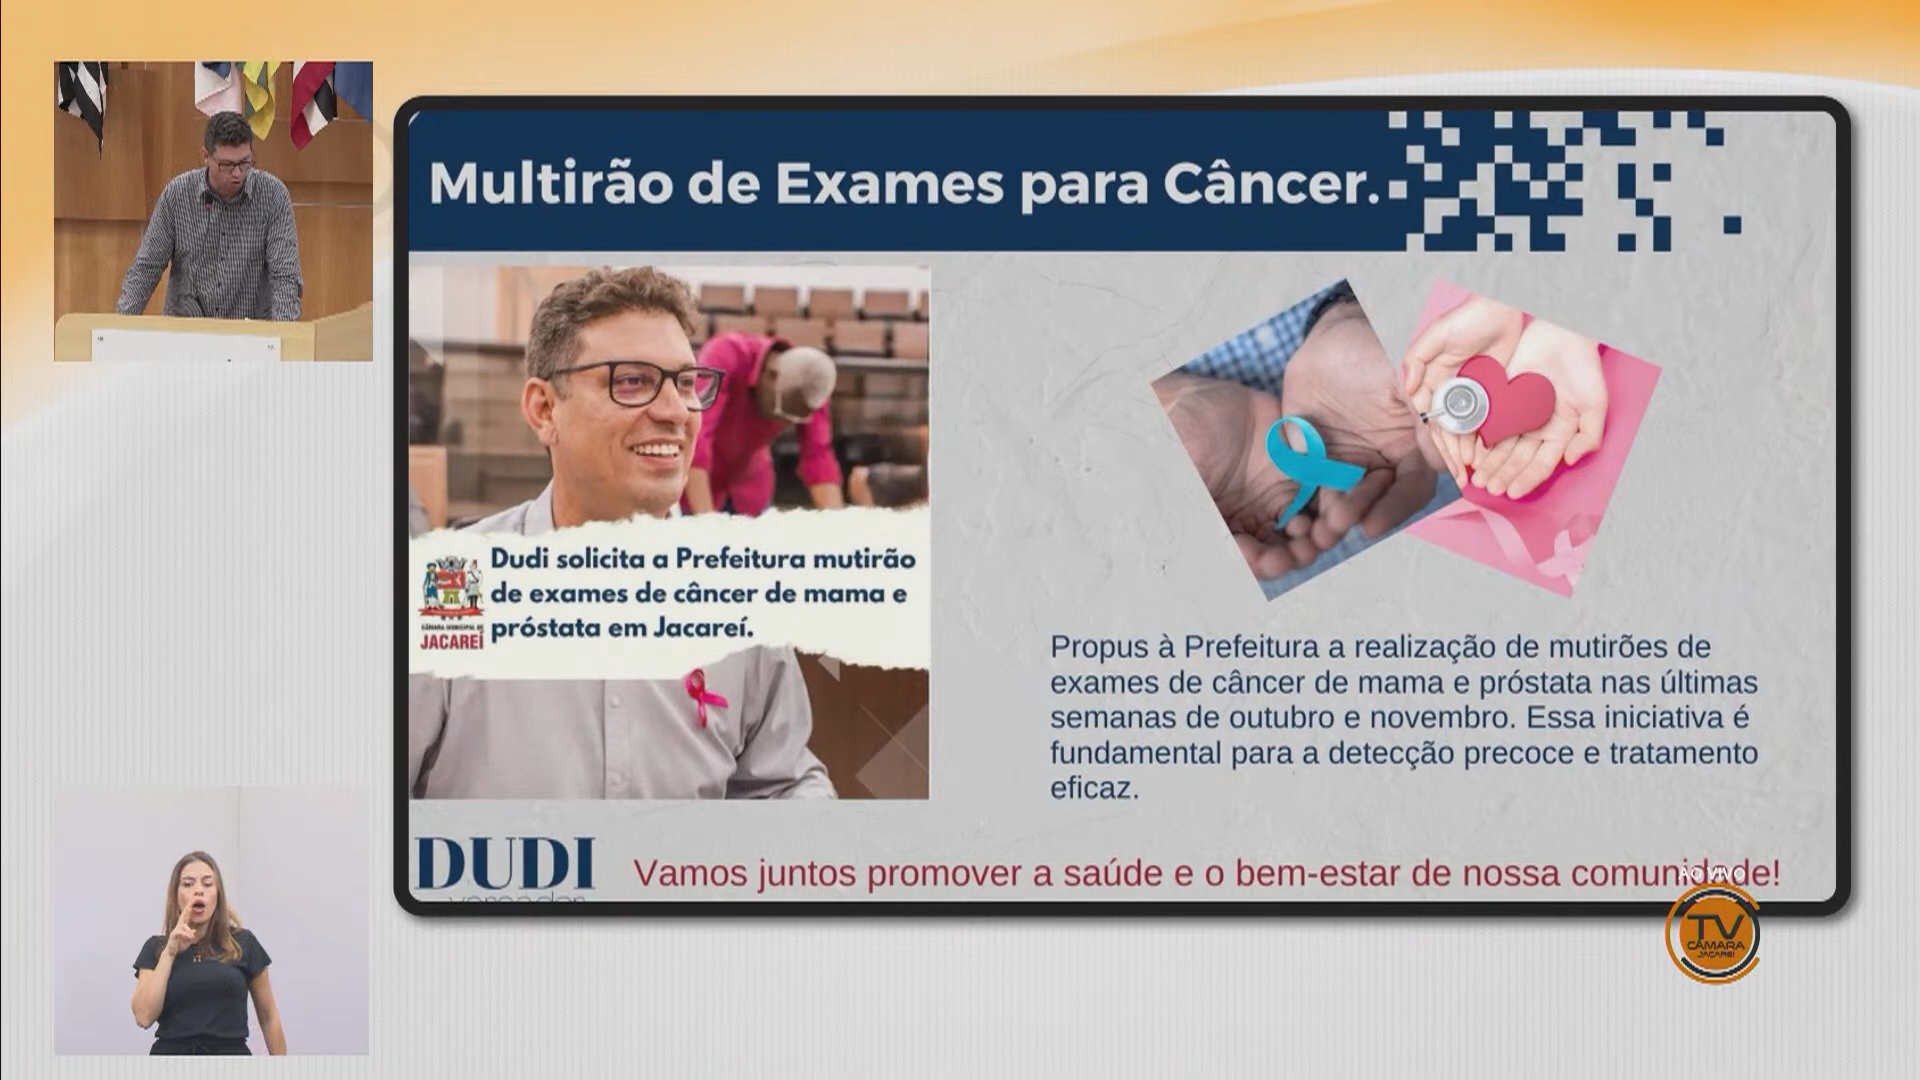 Multirão de Exames para Câncer.
Dudi solicita a Prefeitura mutirão
de exames de câncer de mama e
próstata em Jacareí.
CÂMARA MUNICIPAL DE
JACAREÍ
Propus à Prefeitura a realização de mutirões de
exames de câncer de mama e próstata nas últimas
semanas de outubro e novembro. Essa iniciativa é
fundamental para a detecção precoce e tratamento
eficaz.
DUDI
vereador
Vamos juntos promover a saúde e o bem-estar de nossa comunidade!
AO VIVO
TV
CÂMARA
JACAREÍ